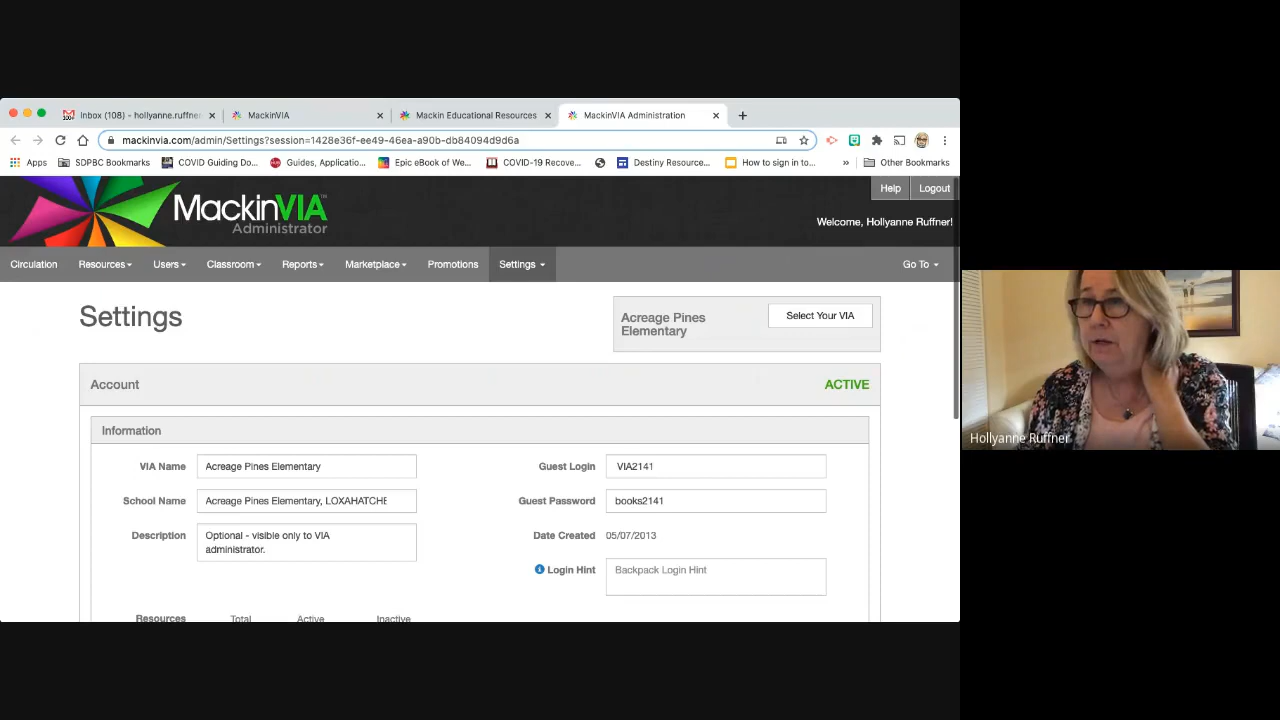 Inbox (108) - hollyanne.ruffner
MackinVIA
Mackin Educational Resources
MackinVIA Administration
mackinvia.com/admin/Settings?session=1428e36f-ee49-46ea-a90b-db84094d9d6a
Apps
SDPBC Bookmarks
COVID Guiding Do...
Guides, Applicatio...
Epic eBook of We...
COVID-19 Recove...
Destiny Resource...
How to sign in to...
»
Other Bookmarks
MackinVIA™
Administrator
Help
Logout
Welcome, Hollyanne Ruffner!
Circulation
Resources
Users
Classroom
Reports
Marketplace
Promotions
Settings
Go To
Settings
Acreage Pines
Elementary
Select Your VIA
Account
ACTIVE
Information
VIA Name
Acreage Pines Elementary
Guest Login
VIA2141
School Name
Acreage Pines Elementary, LOXAHATCHE
Guest Password
books2141
Description
Optional - visible only to VIA
administrator.
Date Created
05/07/2013
Login Hint
Backpack Login Hint
Resources
Total
Active
Inactive
Hollyanne Ruffner